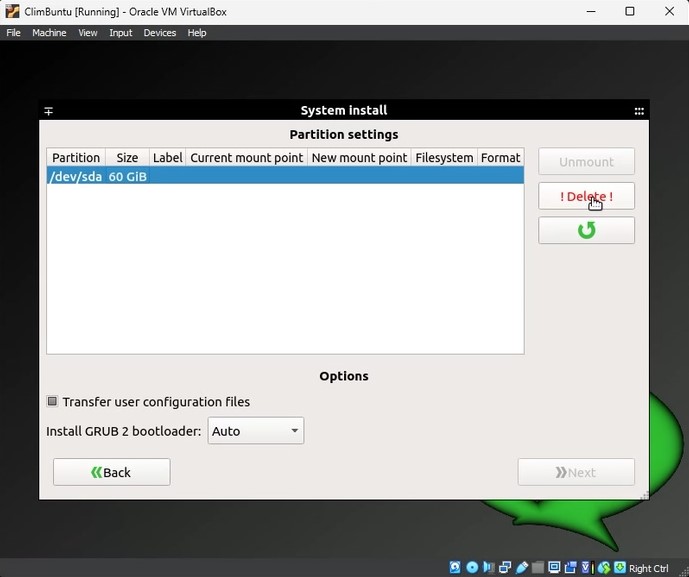 ClimBuntu [Running] - Oracle VM VirtualBox
File Machine View Input Devices Help
System install
Partition settings
Partition Size Label Current mount point New mount point Filesystem Format
/dev/sda 60 GiB
Unmount
! Delete !
Options
Transfer user configuration files
Install GRUB 2 bootloader: Auto
Back
Next
Right Ctrl